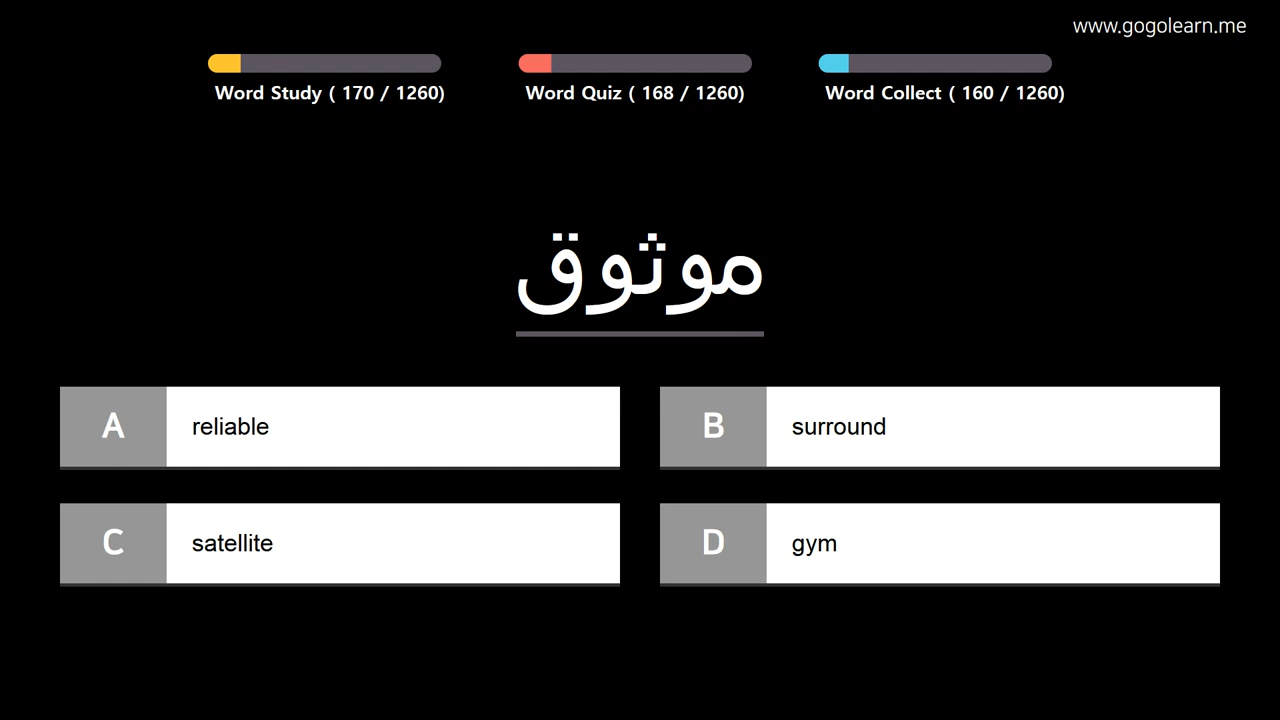 www.gogolearn.me
Word Study ( 170 / 1260)
Word Quiz ( 168 / 1260)
Word Collect ( 160 / 1260)
موثوق
A reliable
B surround
C satellite
D gym